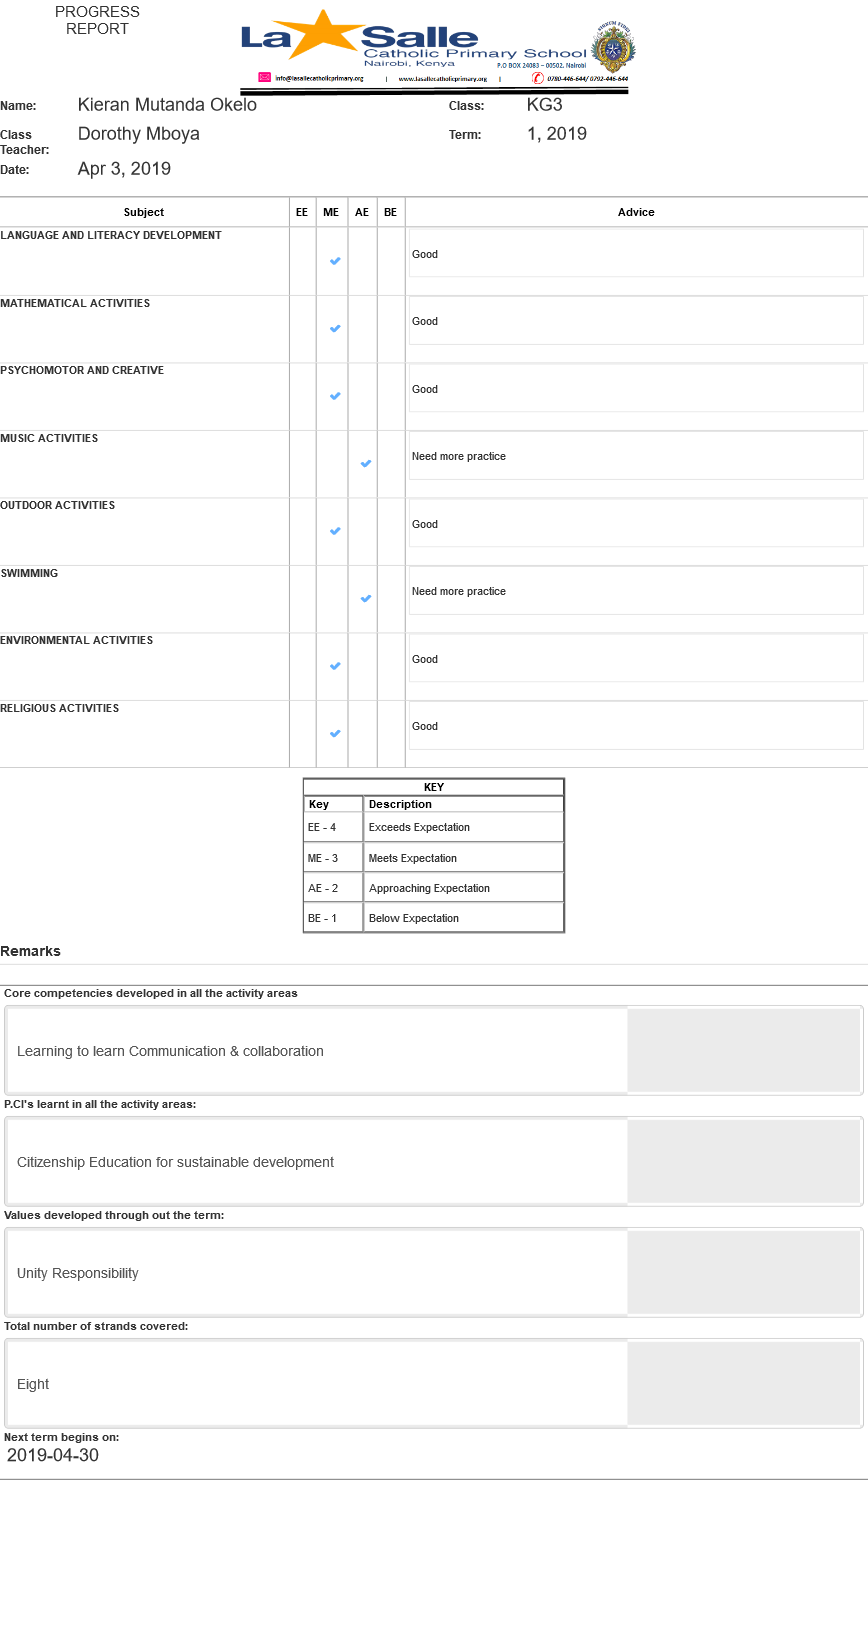 PROGRESS
REPORT
La Salle
Catholic Primary School
Nairobi, Kenya
P.O BOX 24083 – 00502, Nairobi
info@lasallecatholicprimary.org | www.lasallecatholicprimary.org | 0780-446-644/ 0792-446-644
Name: Kieran Mutanda Okelo Class: KG3
Class Teacher: Dorothy Mboya Term: 1, 2019
Date: Apr 3, 2019
Subject EE ME AE BE Advice
LANGUAGE AND LITERACY DEVELOPMENT
Good
MATHEMATICAL ACTIVITIES
Good
PSYCHOMOTOR AND CREATIVE
Good
MUSIC ACTIVITIES
Need more practice
OUTDOOR ACTIVITIES
Good
SWIMMING
Need more practice
ENVIRONMENTAL ACTIVITIES
Good
RELIGIOUS ACTIVITIES
Good
KEY
Key Description
EE - 4 Exceeds Expectation
ME - 3 Meets Expectation
AE - 2 Approaching Expectation
BE - 1 Below Expectation
Remarks
Core competencies developed in all the activity areas
Learning to learn Communication & collaboration
P.CI's learnt in all the activity areas:
Citizenship Education for sustainable development
Values developed through out the term:
Unity Responsibility
Total number of strands covered:
Eight
Next term begins on:
2019-04-30